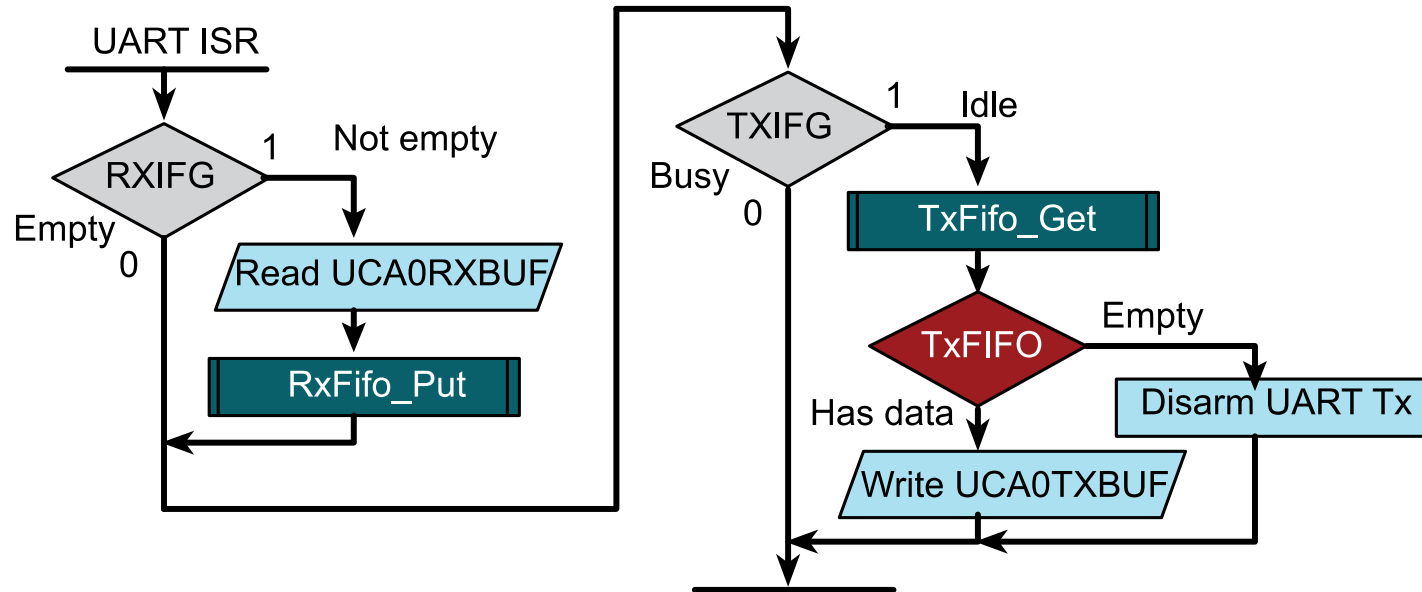 UART ISR
RXIFG
1
Not empty
Empty
0
Read UCA0RXBUF
RxFifo_Put
TXIFG
1
Idle
Busy
0
TxFifo_Get
TxFIFO
Empty
Has data
Disarm UART Tx
Write UCA0TXBUF